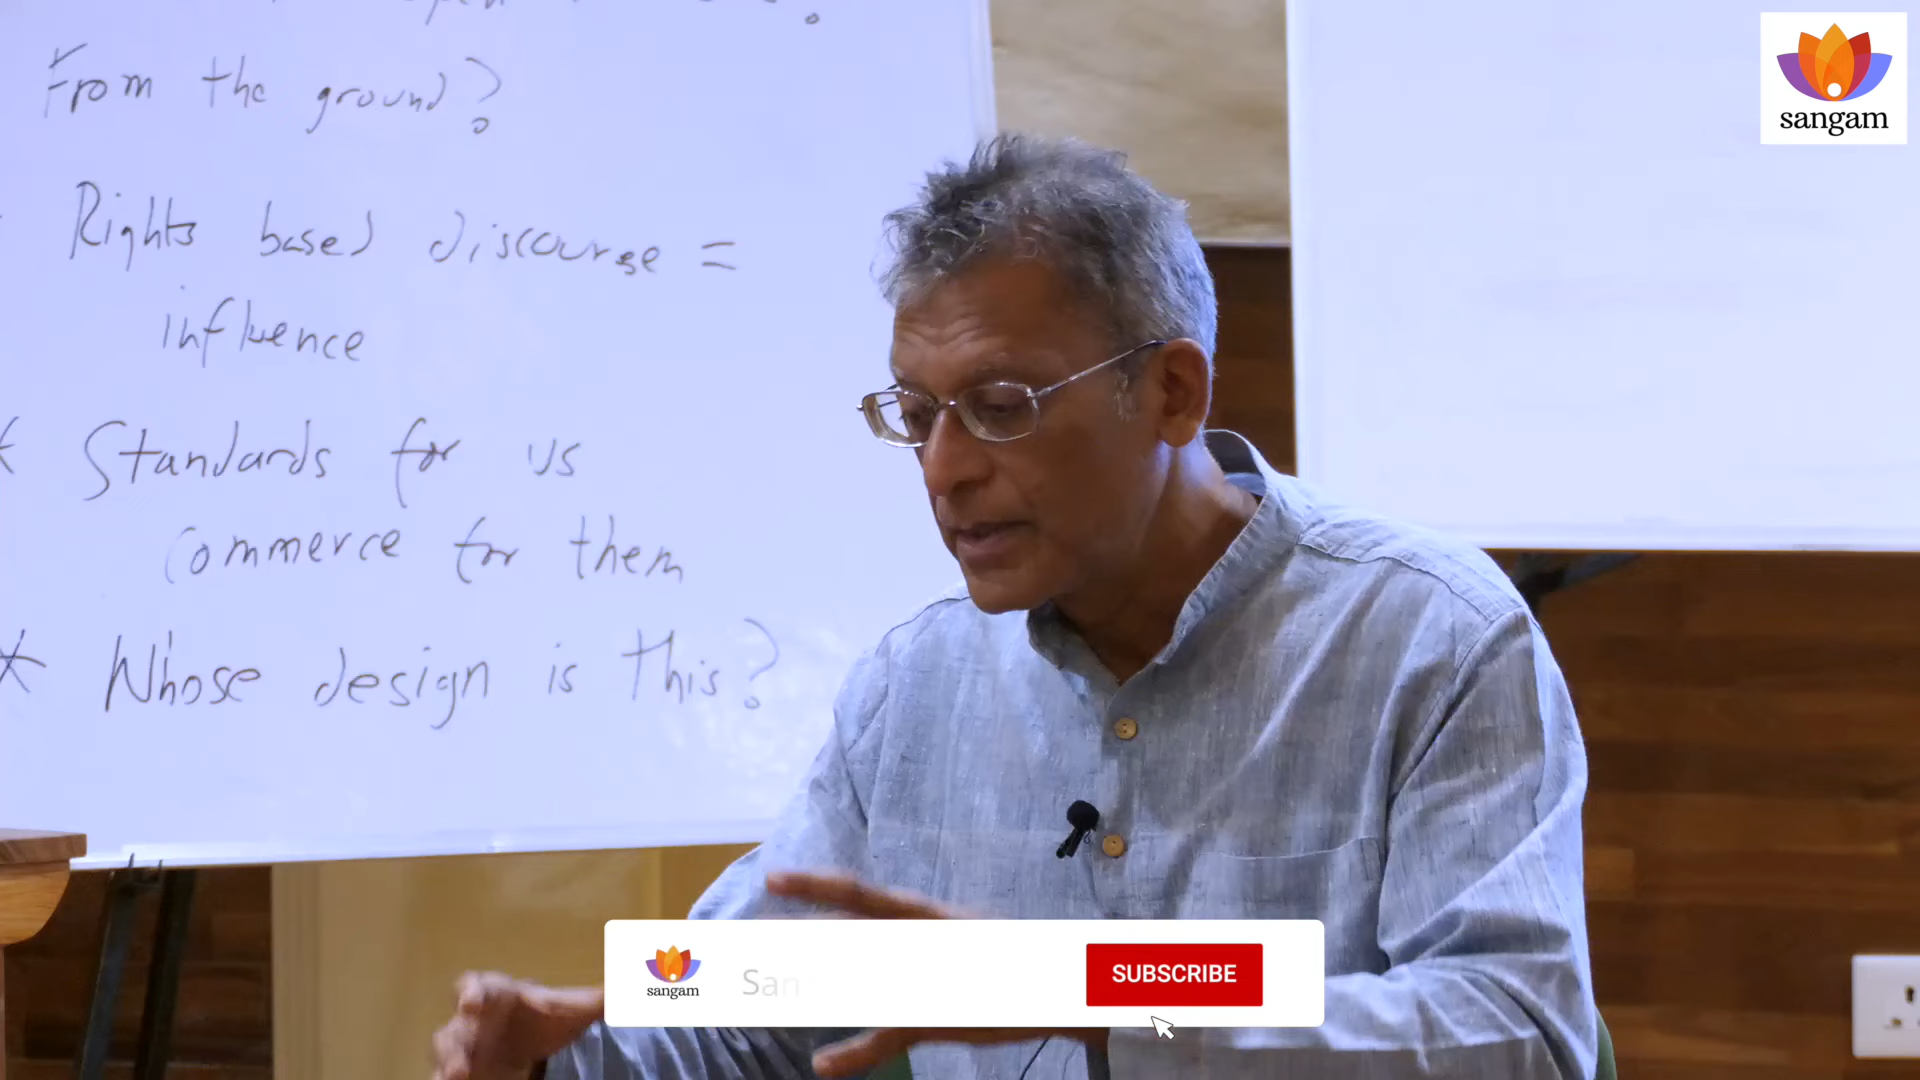 From the ground?
Rights based discourse =
influence
* Standards for us
commerce for them
* Whose design is this?
sangam
sangam
San
SUBSCRIBE